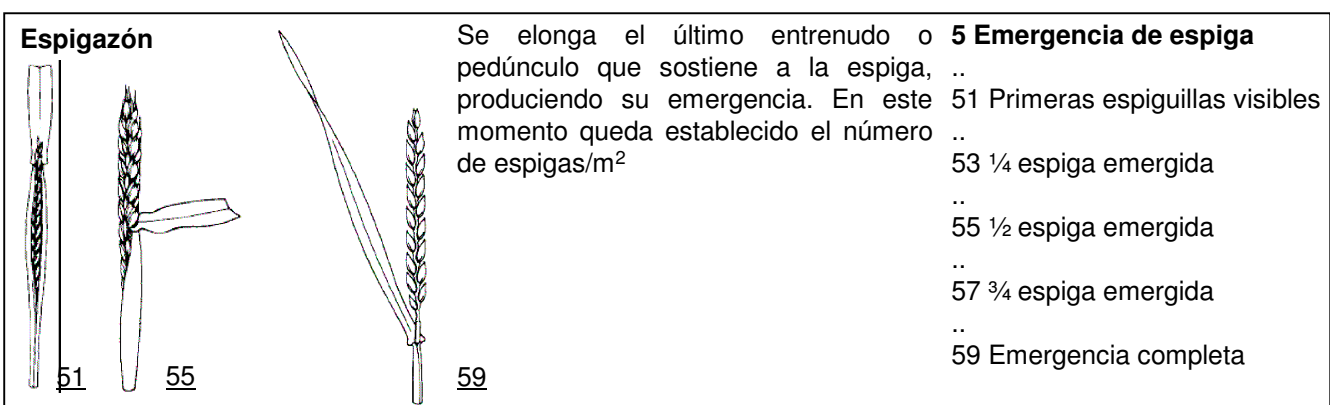 Espigazón
51
55
59
Se elonga el último entrenudo o
pedúnculo que sostiene a la espiga,
produciendo su emergencia. En este
momento queda establecido el número
de espigas/m²
5 Emergencia de espiga
..
51 Primeras espiguillas visibles
..
53 ¼ espiga emergida
..
55 ½ espiga emergida
..
57 ¾ espiga emergida
..
59 Emergencia completa